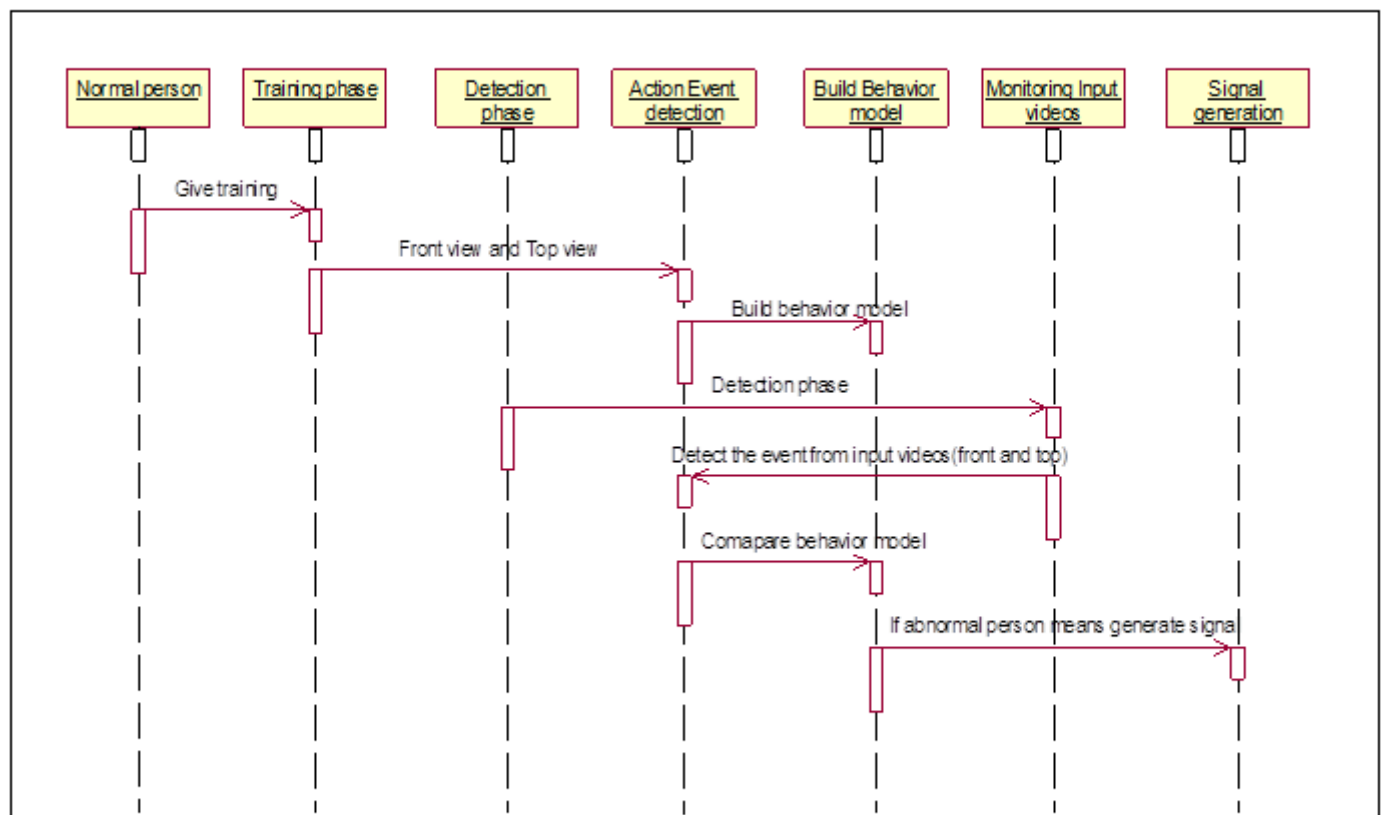 Normal person
Training phase
Detection
phase
Action Event
detection
Build Behavior
model
Monitoring Input
videos
Signal
generation
Give training
Front view and Top view
Build behavior model
Detection phase
Detect the event from input videos(front and top)
Comapare behavior model
If abnormal person means generate signal